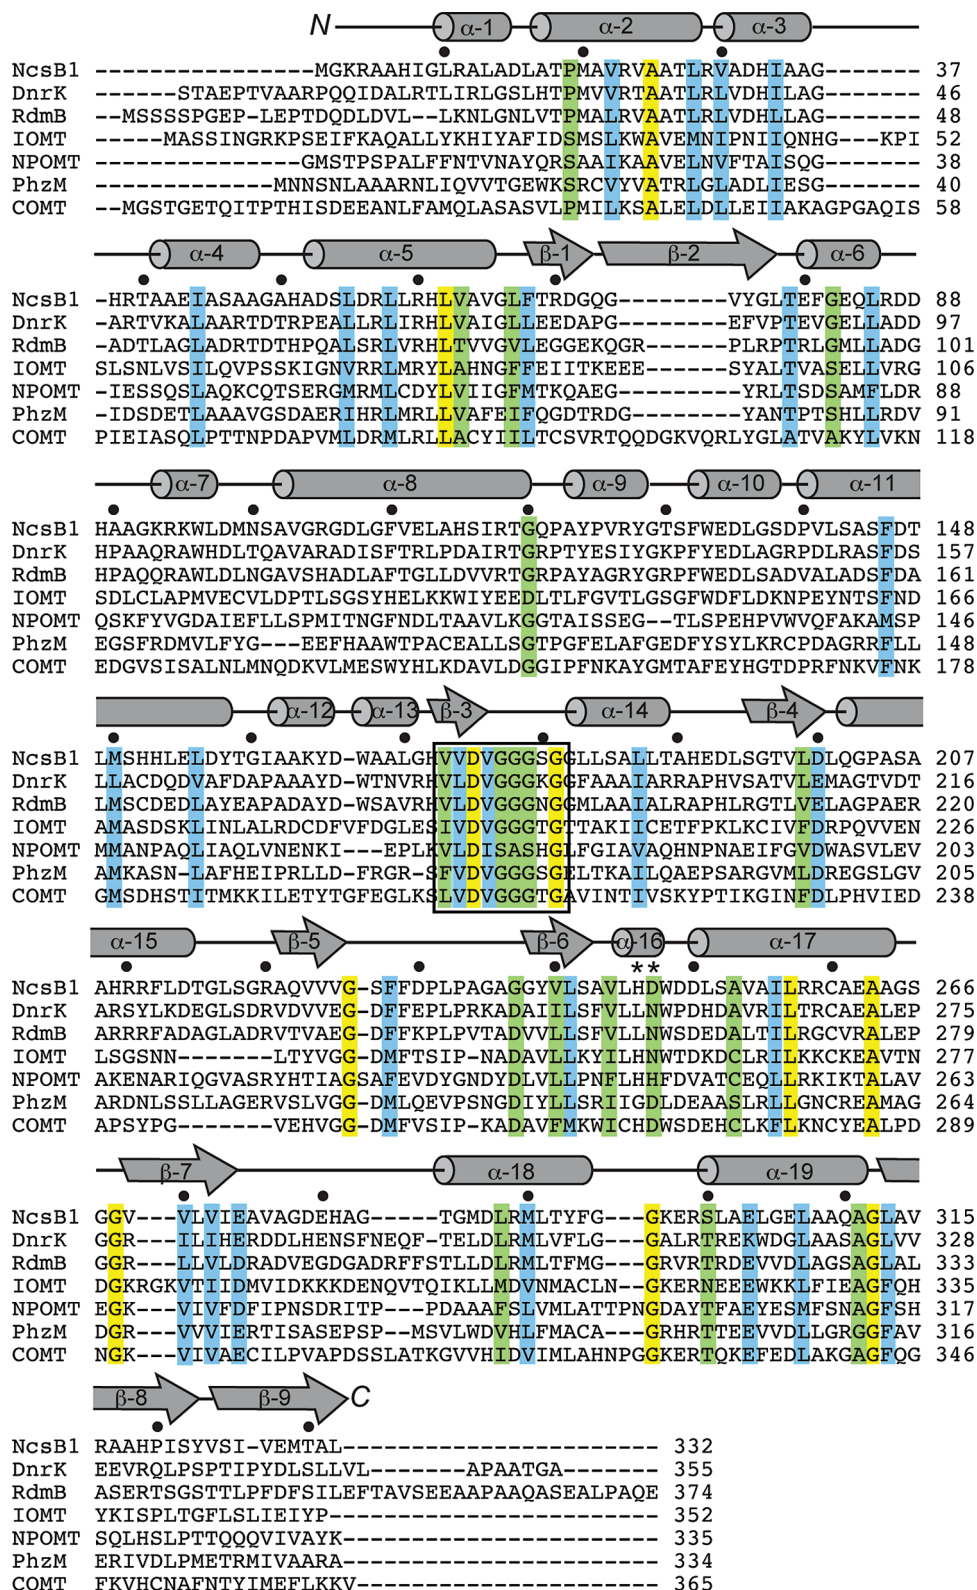 N α-1 α-2 α-3
NcsB1 ----------------MGKRAAHIGLRALADLATPMAVRVAATLRVADHIAAG------- 37
DnrK ------STAEPTVAARPQQIDALRTLIRLGSLHTPMVVRTAATLRLVDHILAG------- 46
RdmB --MSSSSPGEP-LEPTDQDLDVL--LKNLGNLVTPMALRVAATLRLVDHLLAG------- 48
IOMT -----MASSINGRKPSEIFKAQALLYKHIYAFIDSMSLKWAVEMNIPNIIQNHG---KPI 52
NPOMT ---------------GMSTPSPALFFNTVNAYQRSAAIKAAVELNVFTAISQG------- 38
PhzM -------------MNNSNLAAARNLIQVVTGEWKSRCVYVATRLGLADLIESG------- 40
COMT --MGSTGETQITPTHISDEEANLFAMQLASASVLPMILKSALELDLLEIIAKAGPGAQIS 58
α-4 α-5 β-1 β-2 α-6
NcsB1 -HRTAAEIASAAGAHADSLDRLLRHLVAVGLFTRDGQG--------VYGLTEFGEQLRDD 88
DnrK -ARTVKALAARTDTRPEALLRLIRHLVAIGLLEEDAPG--------EFVPTEVGELLADD 97
RdmB -ADTLAGLADRTDTHPQALSRLVRHLTVVGVLEGGEKQGR------PLRPTRLGMLLADG 101
IOMT SLSNLVSILQVPSSKIGNVRRLMRYLAHNGFFEIITKEEE------SYALTVASELLVRG 106
NPOMT -IESSQSLAQKCQTSERGMRMLCDYLVIIGFMTKQAEG--------YRLTSDSAMFLDR 88
PhzM -IDSDETLAAAVGSDAERIHRLMRLLVAFEIFQGDTRDG-------YANTPTSHLLRDV 91
COMT PIEIASQLPTTNPDAPVMLDRMLRLLACYIILTCSVRTQQDGKVQRLYGLATVAKYLVKN 118
α-7 α-8 α-9 α-10 α-11
NcsB1 HAAGKRKWLDMNSAVGRGDLGFVELAHSIRTGQPAYPVRYGTSFWEDLGSDPVLSASFDT 148
DnrK HPAAQRAWHDLTQAVARADISFTRLPDAIRTGRPTYESIYGKPFYEDLAGRPDLRASFDS 157
RdmB HPAQQRAWLDLNGAVSHADLAFTGLLDVVRTGRPAYAGRYGRPFWEDLSADVALADSFDA 161
IOMT SDLCLAPMVECVLDPTLSGSYHELKKWIYEEDLTLFGVTLGSGFWDFLDKNPEYNTSFND 166
NPOMT QSKFYVGDAIEFLLSPMITNGFNDLTAAVLKGGTAISSEG--TLSPEHPVWVQFAKAMSP 146
PhzM EGSFRDMVLFYG---EEFHAAWTPACEALLSGTPGFELAFGEDFYSYLKRCPDAGRRFLL 148
COMT EDGVSISALNLMNQDKVLMESWYHLKDAVLDGGIPFNKAYGMTAFEYHGTDPRFNKVFNK 178
α-12 α-13 β-3 α-14 β-4
NcsB1 LMSHHLELDYTGIAAKYD-WAALGHVVDVGGGSGGLLSALLTAHEDLSGTVLDLQGPASA 207
DnrK LLACDQDVAFDAPAAAYD-WTNVRHVLDVGGGKGGFAAAIARRAPHVSATVLEMAGTVDT 216
RdmB LMSCDEDLAYEAPADAYD-WSAVRHVLDVGGGNGGMLAAIALRAPHLRGTLVELAGPAER 220
IOMT AMASDSKLINLALRDCDFVFDGLESIVDVGGGTGTTAKIICETFPKLKCIVFDRPQVVEN 226
NPOMT MMANPAQLIAQLVNENKI---EPLKVLDISASHGLFGIAVAQHNPNAEIFGVDWASVLEV 203
PhzM AMKASN-LAFHEIPRLLD-FRGR-SFVDVGGGSGELTKAILQAEPSARGVMLDREGSLGV 205
COMT GMSDHSTITMKKILETYTGFEGLKSLVDVGGGTGAVINTIVSKYPTIKGINFDLPHVIED 238
α-15 β-5 β-6 α-16 α-17
**
NcsB1 AHRRFLDTGLSGRAQVVVG-SFFDPLPAGAGGYVLSAVLHDWDDLSAVAILRRCAEAAGS 266
DnrK ARSYLKDEGLSDRVDVVEG-DFFEPLPRKADAIILSFVLLNWPDHDAVRILTRCAEALEP 275
RdmB ARRRFADAGLADRVTVAEG-DFFKPLPVTADVVLLSFVLLNWSDEDALTILRGCVRALEP 281
IOMT LSGSNN-------LTYVGG-DMFTSIP-NADAVLLKYILHNWTDKDCLRILKKCKEAVTN 277
NPOMT AKENARIQGVASRYHTIAGSAFEVDYGNDYDLVLLPNFLHHFDVATCEQLLRKIKTALAV 263
PhzM ARDNLSSLLAGERVSLVGG-DMLQEVPSNGDIYLLSRIIGDLDEAASLRLLGNCREAMAG 264
COMT APSYPG-------VEHVGG-DMFVSIP-KADAVFMKWICHDWSDEHCLKFLKNCYEALPD 289
β-7 α-18 α-19
NcsB1 GGV---VLVIEAVAGDEHAG-----TGMDLRMLTYFG---GKERSLAELGELAAQAGLAV 315
DnrK GGR---ILIHERDDLHENSFNEQF-TELDLRMLVFLG---GALRTREKWDGLAASAGLVV 328
RdmB GGR---LLVLDRADVEGDGADRFFSTLLDLRMLTFMG---GRVRTRDEVVDLAGSAGLAL 333
IOMT DGKRGKVTIIDMVIDKKKDENQVTQIKLLMDVNMACLN--GKERNEEEWKKLFIEAGFQH 335
NPOMT EGK---VIVFDFIPNSDRITP---PDAAAFSLVMLATTPNGDAYTFAEYESMFSNAGFSH 317
PhzM DGR---VVVIERTISASEPSP--MSVLWDVHLFMACA---GRHRTTEEVVDLLGRGGFAV 316
COMT NGK---VIVAECILPVAPDSSLATKGVVHIDVIMLAHNPGGKERTQKEFEDLAKGAGFQG 346
β-8 β-9 C
NcsB1 RAAHPISYVSI-VEMTAL----------------------- 332
DnrK EEVRQLPSPTIPYDLSLLVL-------APAATGA------- 355
RdmB ASERTSGSTTLPFDFSILEFTAVSEEAAPAAQASEALPAQE 374
IOMT YKISPLTGFLSLIEIYP------------------------ 352
NPOMT SQLHSLPTTQQQVIVAYK----------------------- 335
PhzM ERIVDLPMETRMIVAARA----------------------- 334
COMT FKVHCNAFNTYIMEFLKKV---------------------- 365